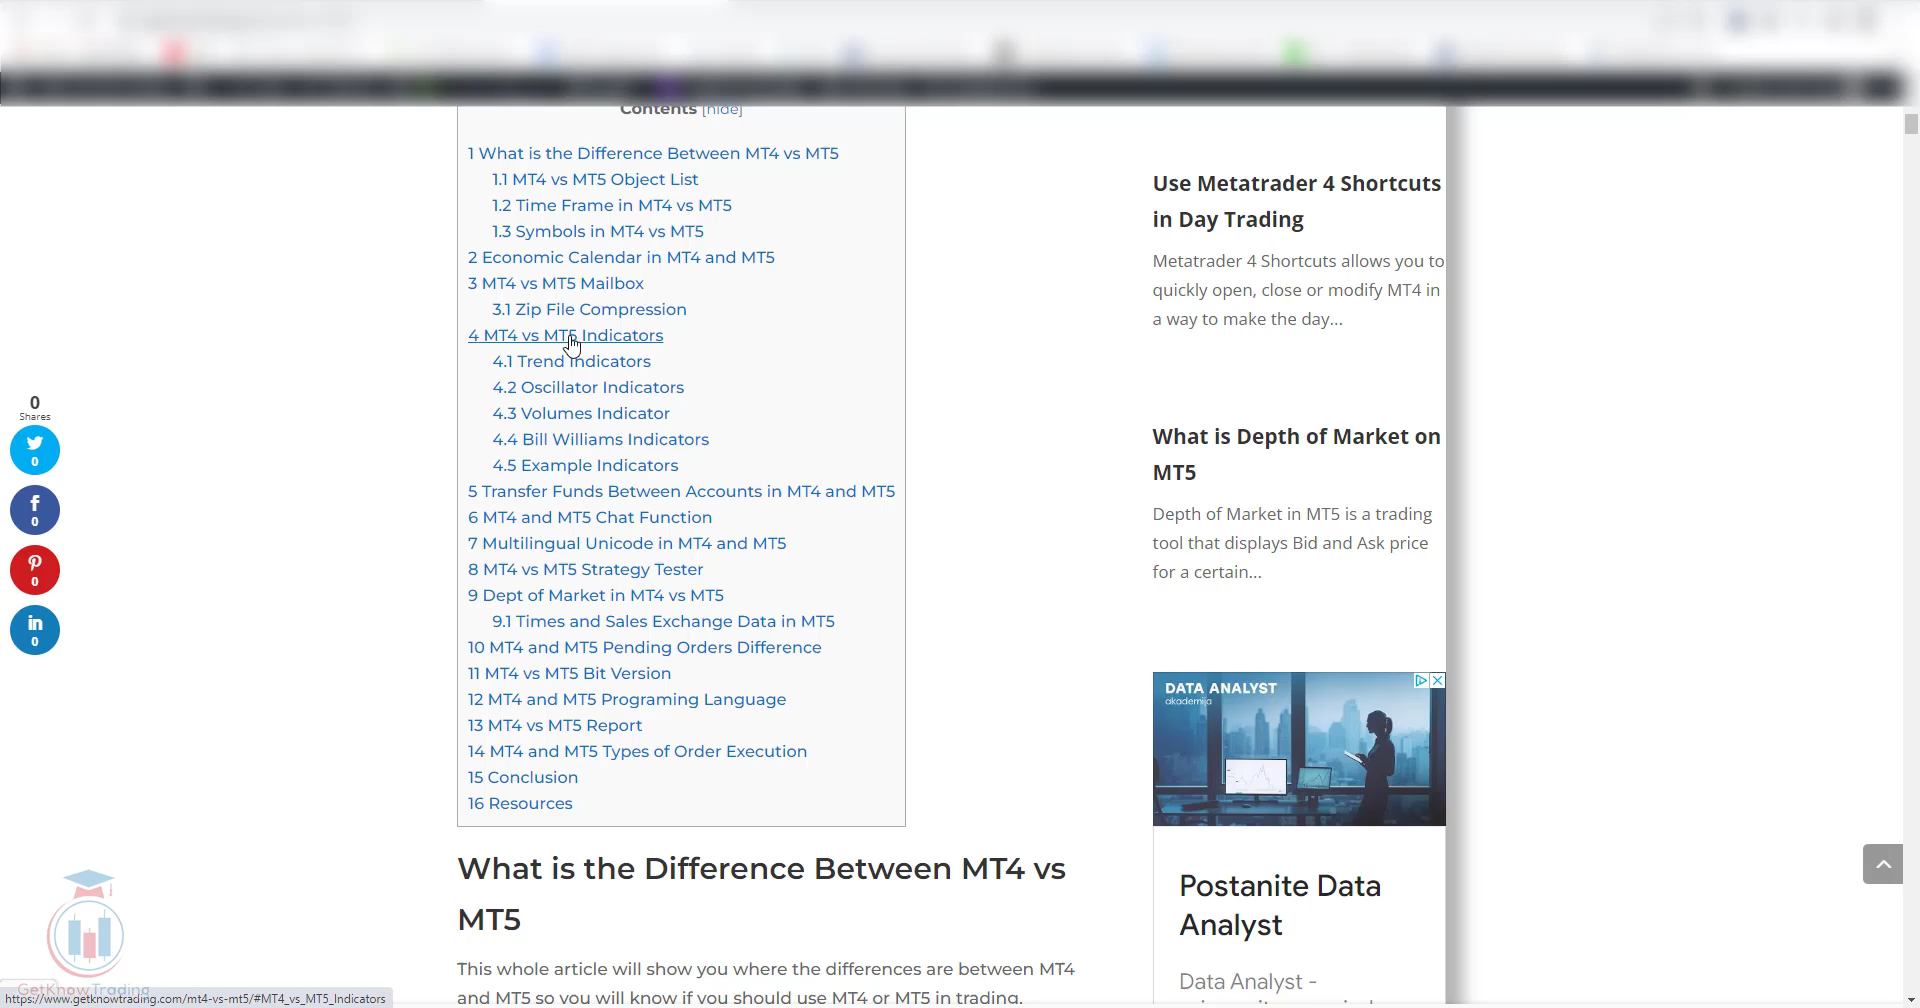 Contents [hide]
1 What is the Difference Between MT4 vs MT5
1.1 MT4 vs MT5 Object List
1.2 Time Frame in MT4 vs MT5
1.3 Symbols in MT4 vs MT5
2 Economic Calendar in MT4 and MT5
3 MT4 vs MT5 Mailbox
3.1 Zip File Compression
4 MT4 vs MT5 Indicators
4.1 Trend Indicators
4.2 Oscillator Indicators
4.3 Volumes Indicator
4.4 Bill Williams Indicators
4.5 Example Indicators
5 Transfer Funds Between Accounts in MT4 and MT5
6 MT4 and MT5 Chat Function
7 Multilingual Unicode in MT4 and MT5
8 MT4 vs MT5 Strategy Tester
9 Dept of Market in MT4 vs MT5
9.1 Times and Sales Exchange Data in MT5
10 MT4 and MT5 Pending Orders Difference
11 MT4 vs MT5 Bit Version
12 MT4 and MT5 Programing Language
13 MT4 vs MT5 Report
14 MT4 and MT5 Types of Order Execution
15 Conclusion
16 Resources
What is the Difference Between MT4 vs
MT5
This whole article will show you where the differences are between MT4
and MT5 so you will know if you should use MT4 or MT5 in trading.
Use Metatrader 4 Shortcuts
in Day Trading
Metatrader 4 Shortcuts allows you to
quickly open, close or modify MT4 in
a way to make the day...
What is Depth of Market on
MT5
Depth of Market in MT5 is a trading
tool that displays Bid and Ask price
for a certain...
DATA ANALYST
akademija
Postanite Data
Analyst
Data Analyst -
0
Shares
0
f
0
0
in
0
GetKnowTrading
https://www.getknowtrading.com/mt4-vs-mt5/#MT4_vs_MT5_Indicators